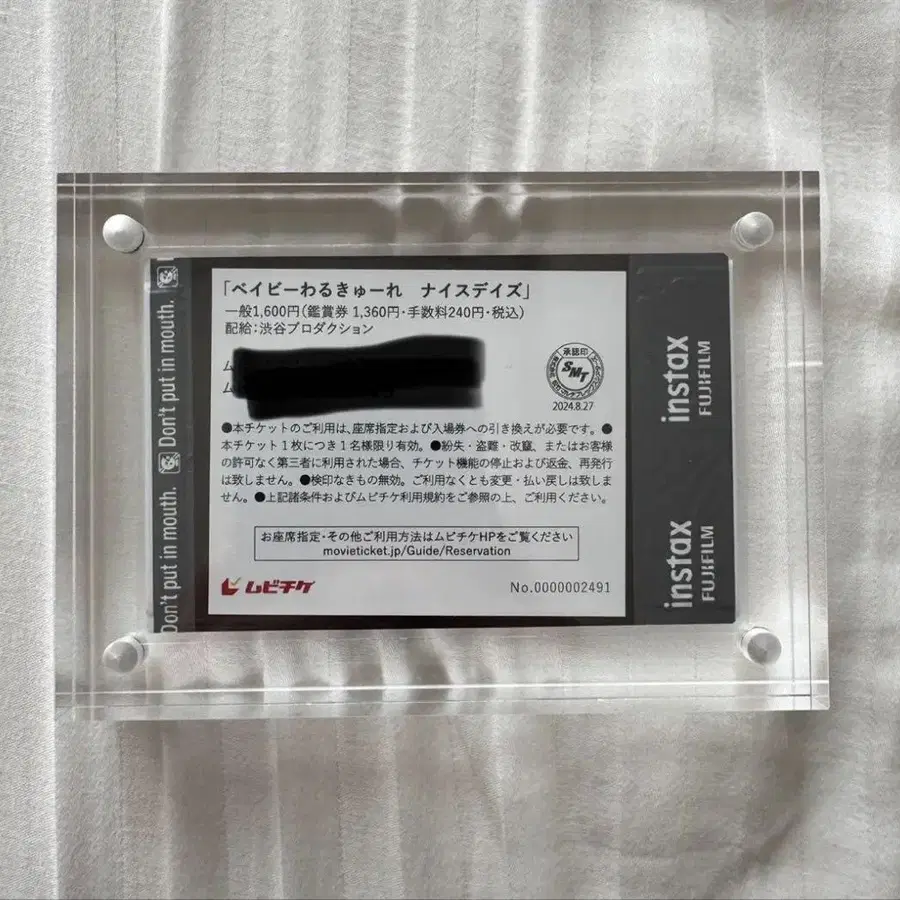 「ベイビーわるきゅーれ　ナイスデイズ」
一般1,600円（鑑賞券 1,360円・手数料240円・税込）
配給：渋谷プロダクション
ム
ム
承認印
SMT
2024.8.27
●本チケットのご利用は、座席指定および入場券への引き換えが必要です。●
本チケット1枚につき1名様限り有効。●紛失・盗難・改竄、またはお客様
の許可なく第三者に利用された場合、チケット機能の停止および返金、再発行
は致しません。●検印なきもの無効。ご利用なくとも変更・払い戻しは致しま
せん。●上記諸条件およびムビチケ利用規約をご参照の上、ご利用ください。
お座席指定・その他ご利用方法はムビチケHPをご覧ください
movieticket.jp/Guide/Reservation
ムビチケ
No.0000002491
Don't put in mouth.
Don't put in mouth.
instax
FUJIFILM
instax
FUJIFILM